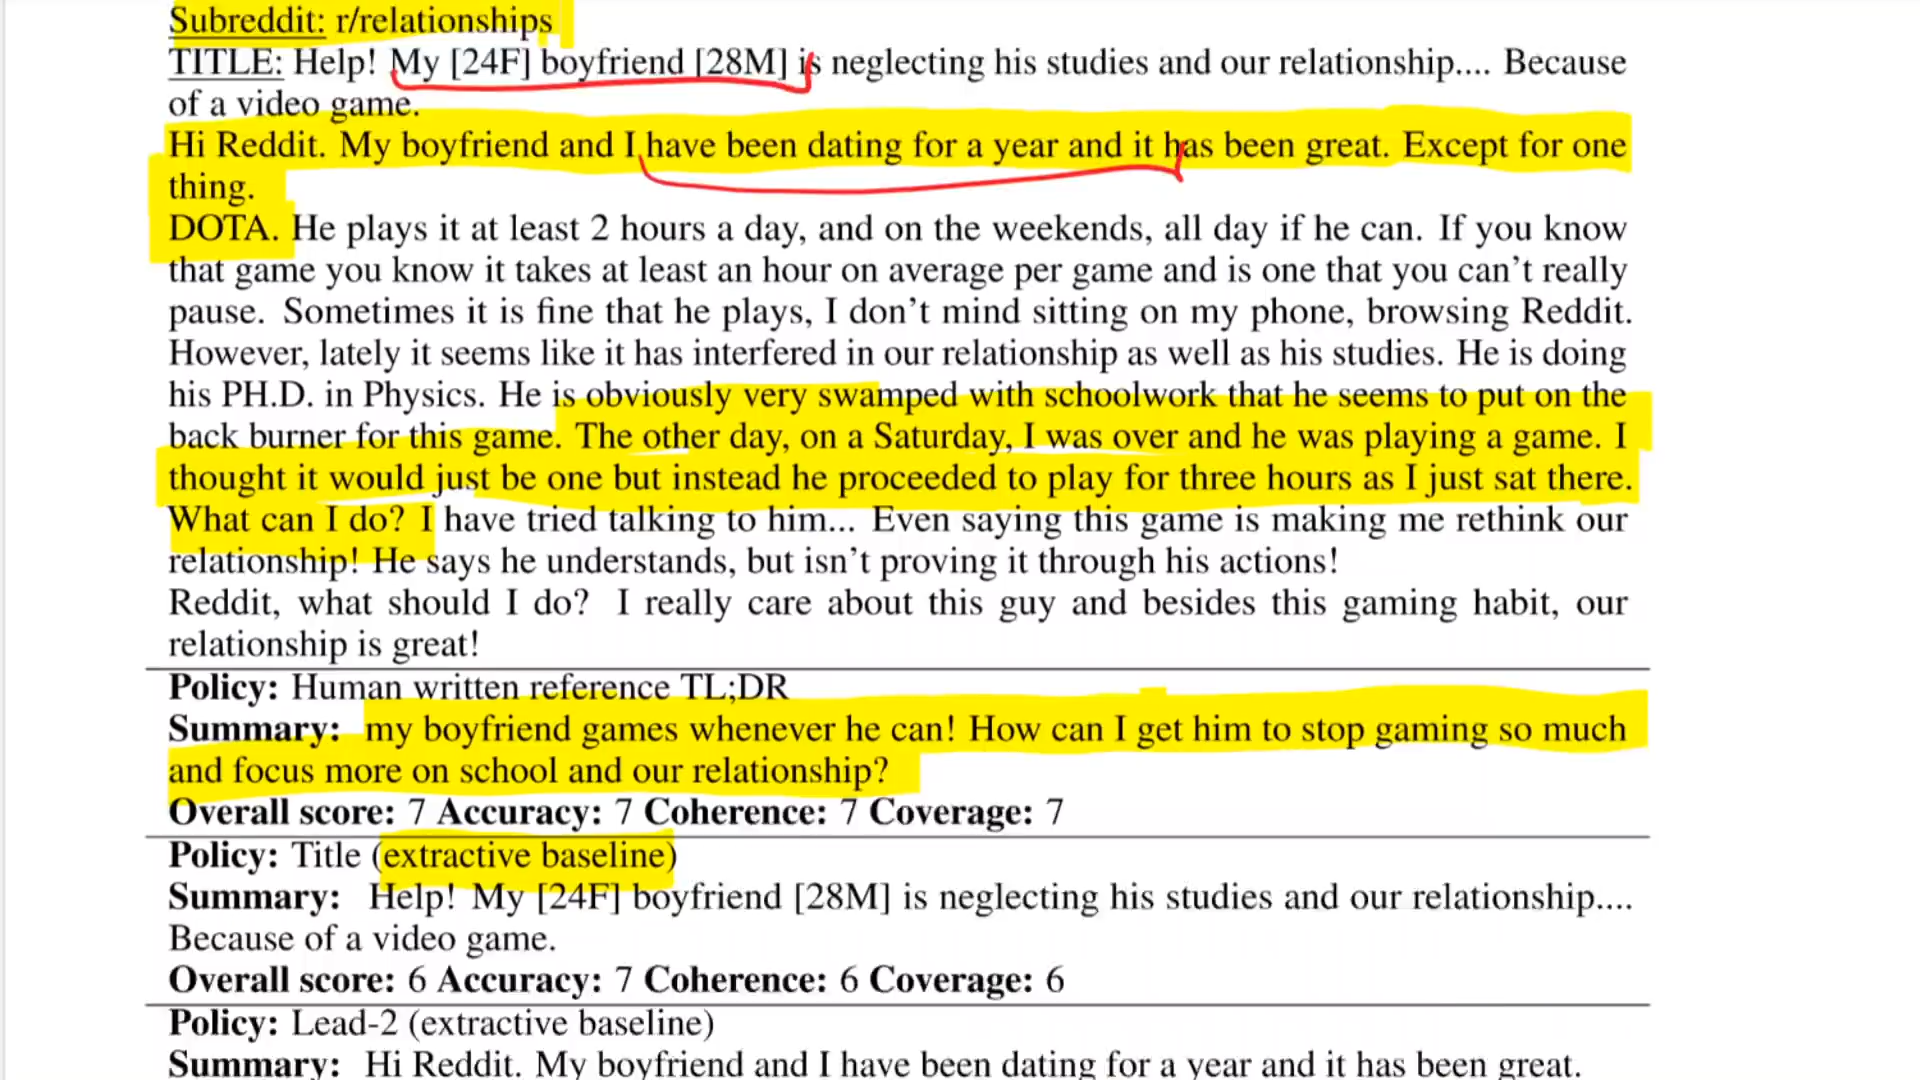 Subreddit: r/relationships
TITLE: Help! My [24F] boyfriend [28M] is neglecting his studies and our relationship.... Because
of a video game.
Hi Reddit. My boyfriend and I have been dating for a year and it has been great. Except for one
thing.
DOTA. He plays it at least 2 hours a day, and on the weekends, all day if he can. If you know
that game you know it takes at least an hour on average per game and is one that you can't really
pause. Sometimes it is fine that he plays, I don't mind sitting on my phone, browsing Reddit.
However, lately it seems like it has interfered in our relationship as well as his studies. He is doing
his PH.D. in Physics. He is obviously very swamped with schoolwork that he seems to put on the
back burner for this game. The other day, on a Saturday, I was over and he was playing a game. I
thought it would just be one but instead he proceeded to play for three hours as I just sat there.
What can I do? I have tried talking to him... Even saying this game is making me rethink our
relationship! He says he understands, but isn't proving it through his actions!
Reddit, what should I do? I really care about this guy and besides this gaming habit, our
relationship is great!
Policy: Human written reference TL;DR
Summary: my boyfriend games whenever he can! How can I get him to stop gaming so much
and focus more on school and our relationship?
Overall score: 7 Accuracy: 7 Coherence: 7 Coverage: 7
Policy: Title (extractive baseline)
Summary: Help! My [24F] boyfriend [28M] is neglecting his studies and our relationship....
Because of a video game.
Overall score: 6 Accuracy: 7 Coherence: 6 Coverage: 6
Policy: Lead-2 (extractive baseline)
Summary: Hi Reddit. My boyfriend and I have been dating for a year and it has been great.